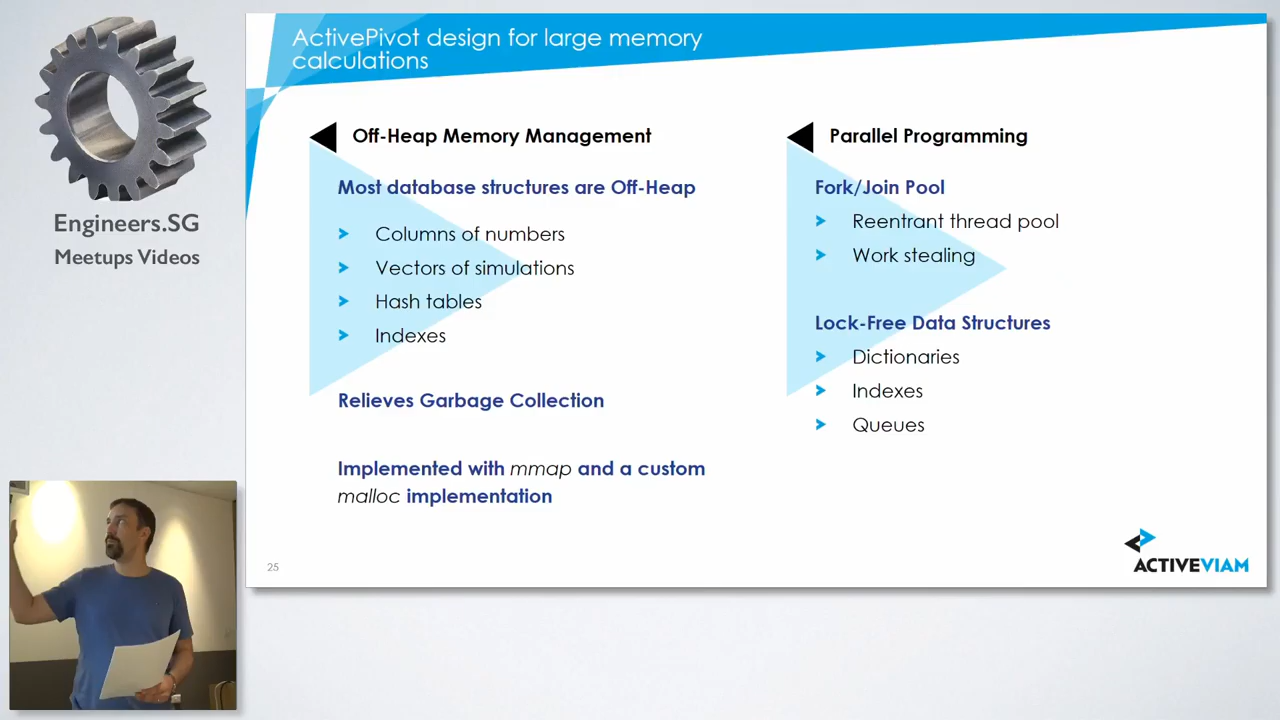 ActivePivot design for large memory
calculations
Engineers.SG
Meetups Videos
Off-Heap Memory Management
Most database structures are Off-Heap
Columns of numbers
Vectors of simulations
Hash tables
Indexes
Relieves Garbage Collection
Implemented with mmap and a custom
malloc implementation
Parallel Programming
Fork/Join Pool
Reentrant thread pool
Work stealing
Lock-Free Data Structures
Dictionaries
Indexes
Queues
25
ACTIVEVIAM